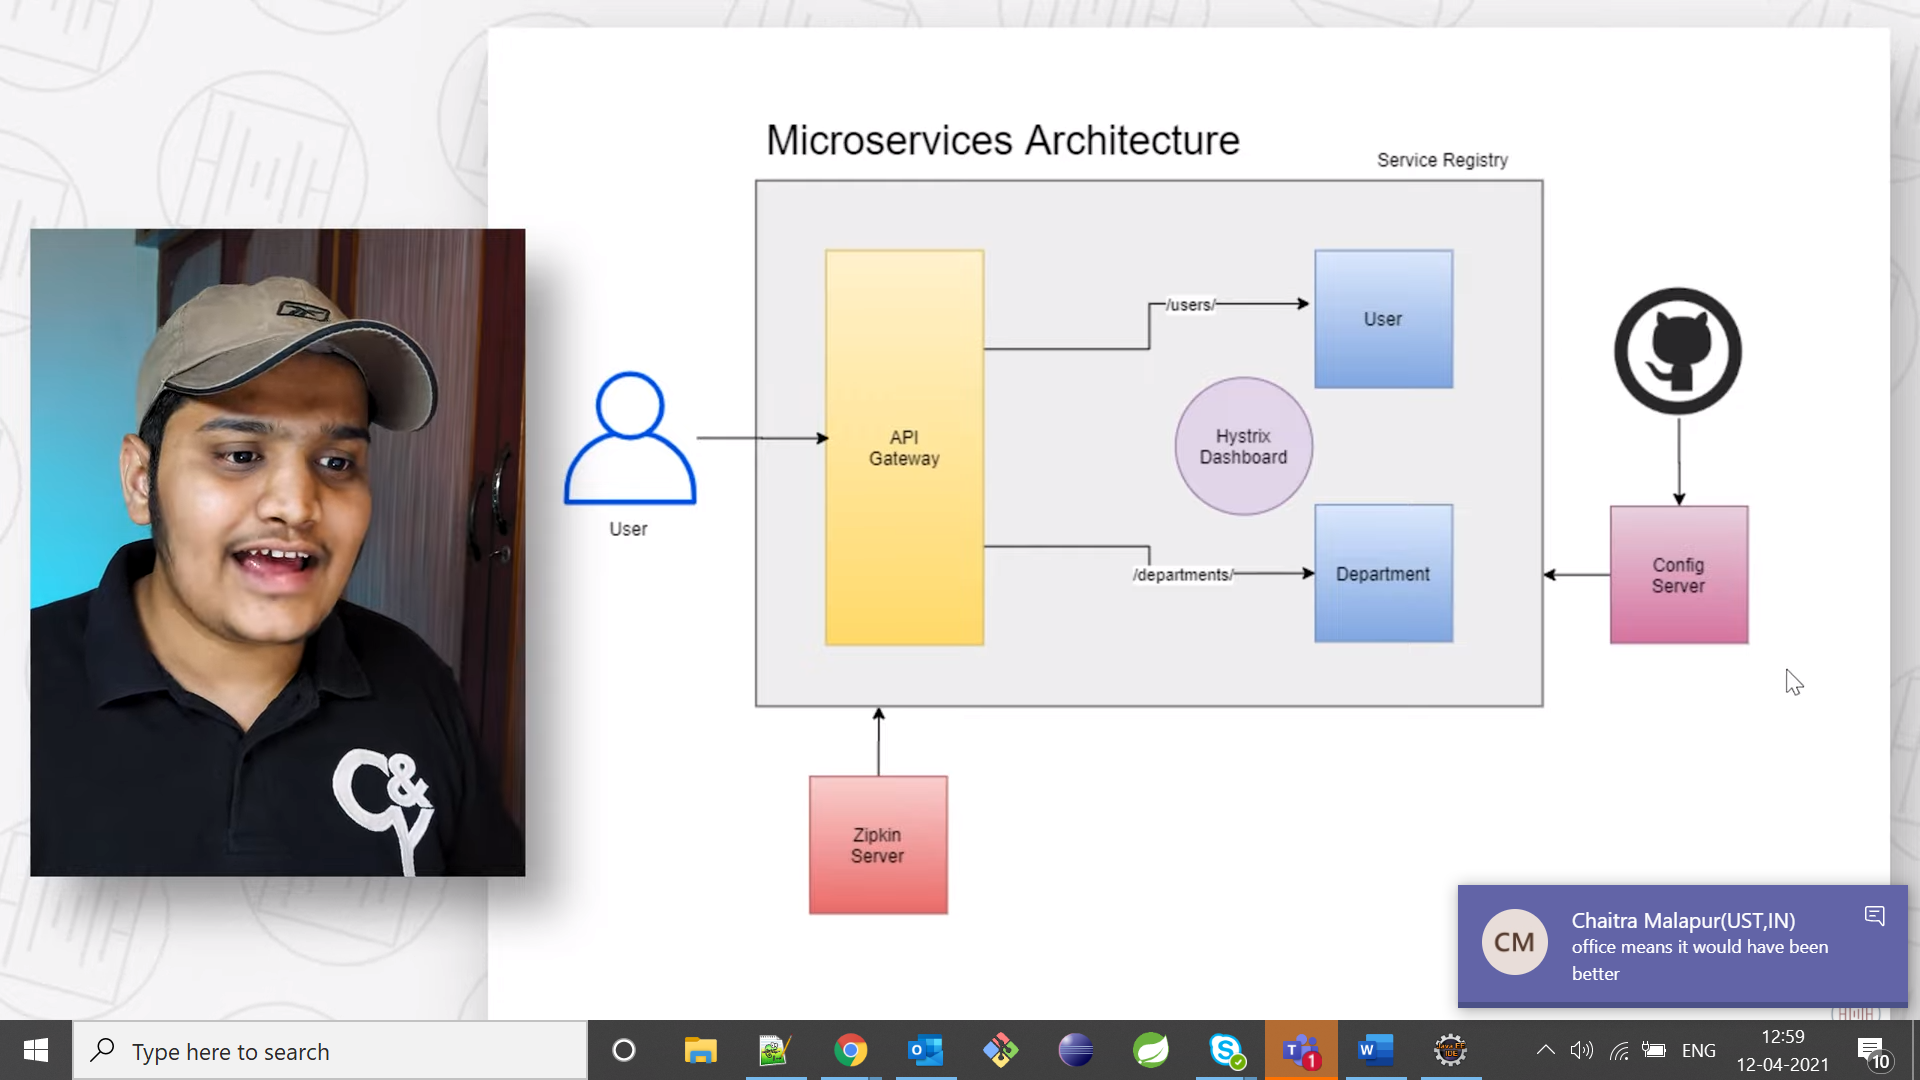 Microservices Architecture
Service Registry
/users/
User
API
Gateway
Hystrix
Dashboard
User
/departments/
Department
Config
Server
C&Y
Zipkin
Server
CM
Chaitra Malapur(UST,IN)
office means it would have been
better
Type here to search
1
ENG
12:59
12-04-2021
10